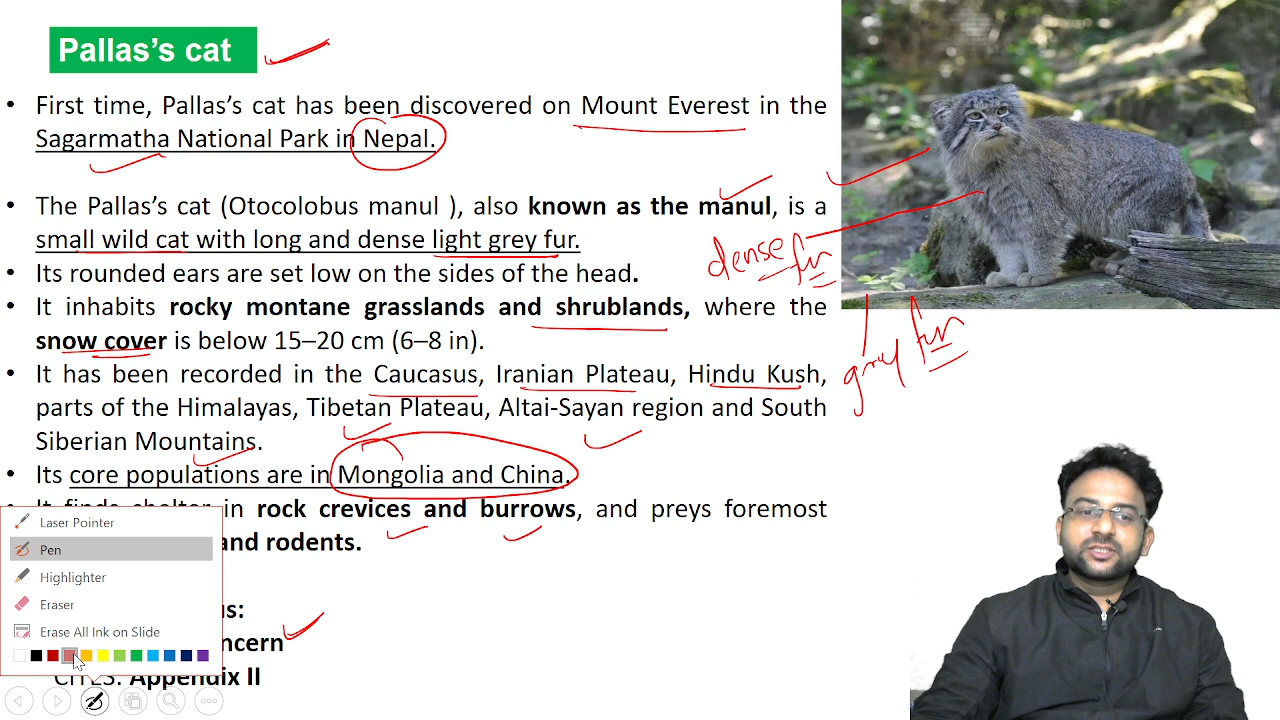 Pallas's cat
• First time, Pallas's cat has been discovered on Mount Everest in the
Sagarmatha National Park in Nepal.
• The Pallas's cat (Otocolobus manul ), also known as the manul, is a
small wild cat with long and dense light grey fur.
dense fur
• Its rounded ears are set low on the sides of the head.
• It inhabits rocky montane grasslands and shrublands, where the
snow cover is below 15–20 cm (6–8 in).
grey fur
• It has been recorded in the Caucasus, Iranian Plateau, Hindu Kush,
parts of the Himalayas, Tibetan Plateau, Altai-Sayan region and South
Siberian Mountains.
• Its core populations are in Mongolia and China.
in rock crevices and burrows, and preys foremost
and rodents.
Laser Pointer
Pen
Highlighter
Eraser
Erase All Ink on Slide
us:
ncern
CITES: Appendix II